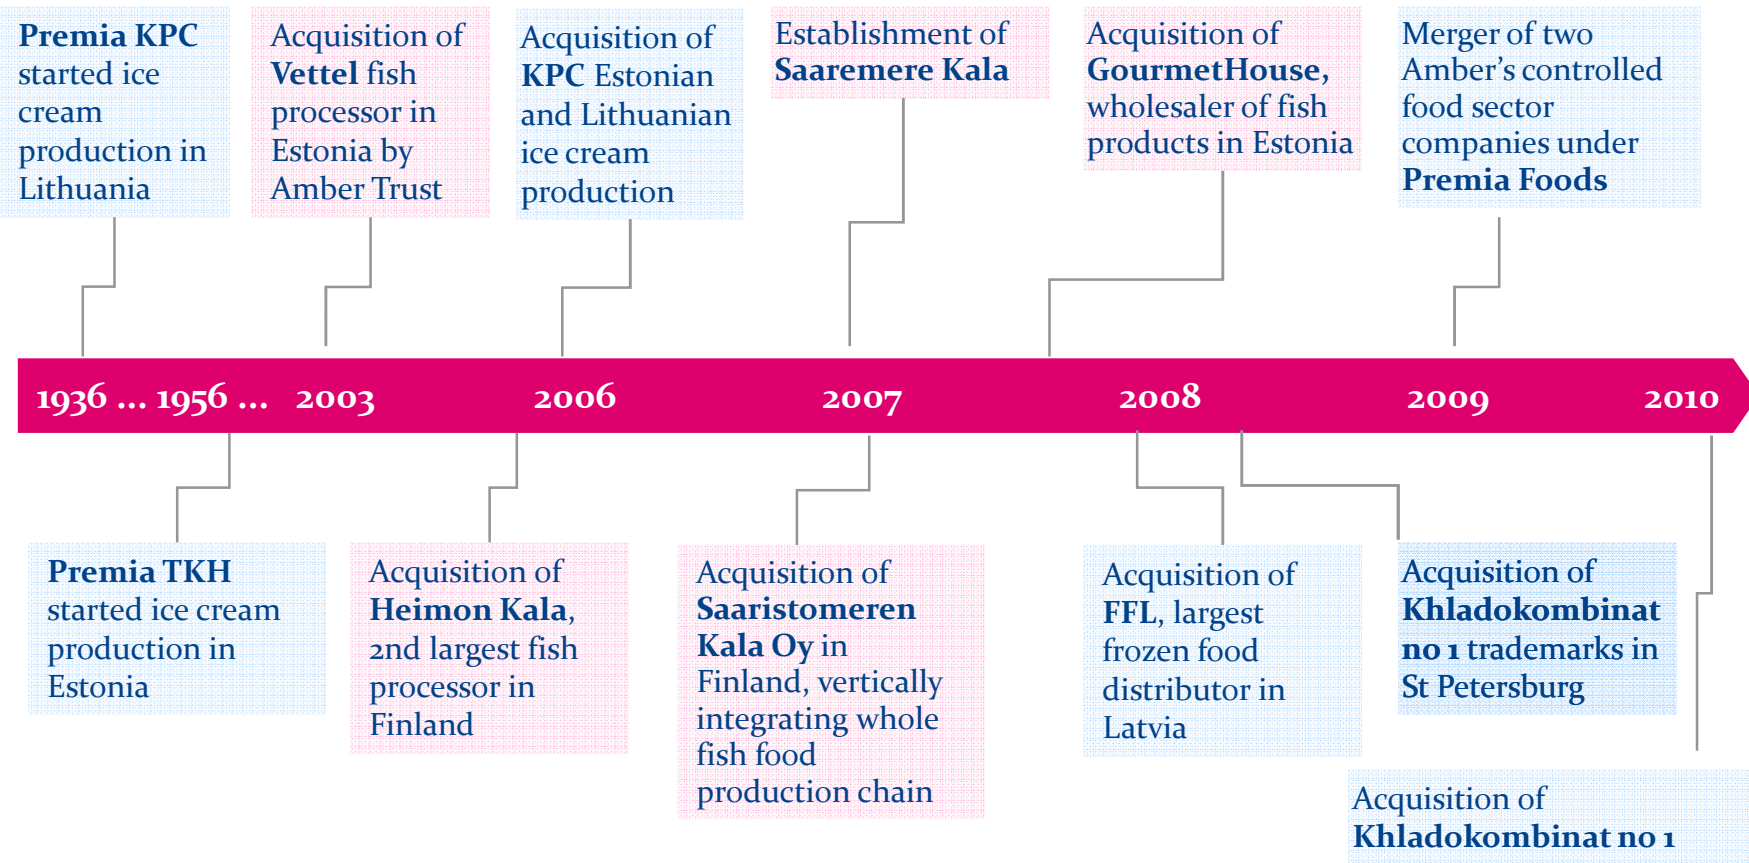 Premia KPC
started ice
cream
production in
Lithuania
Acquisition of
Vettel fish
processor in
Estonia by
Amber Trust
Acquisition of
KPC Estonian
and Lithuanian
ice cream
production
Establishment of
Saaremere Kala
Acquisition of
GourmetHouse,
wholesaler of fish
products in Estonia
Merger of two
Amber’s controlled
food sector
companies under
Premia Foods
1936 ... 1956 ... 2003 2006 2007 2008 2009 2010
Premia TKH
started ice cream
production in
Estonia
Acquisition of
Heimon Kala,
2nd largest fish
processor in
Finland
Acquisition of
Saaristomeren
Kala Oy in
Finland, vertically
integrating whole
fish food
production chain
Acquisition of
FFL, largest
frozen food
distributor in
Latvia
Acquisition of
Khladokombinat
no 1 trademarks in
St Petersburg
Acquisition of
Khladokombinat no 1